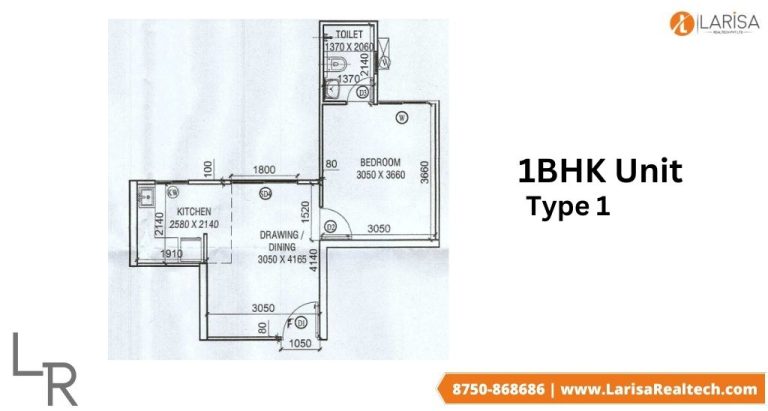 LARiSA
REALTECH PVT LTD
TOILET
1370 X 2060
2140
1370
D3
W
W
BEDROOM
3050 X 3660
80
3660
3050
D2
100
1800
KW
SD4
1520
KITCHEN
2580 X 2140
2140
1910
DRAWING /
DINING
3050 X 4165
4140
3050
80
D1
1050
1BHK Unit
Type 1
LR
8750-868686 | www.LarisaRealtech.com